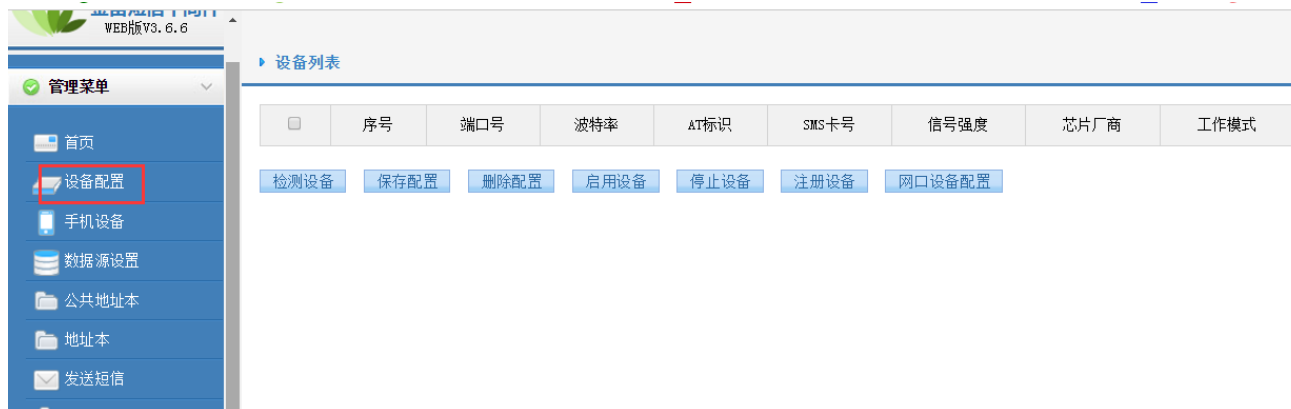 WEB版V3.6.6
管理菜单
首页
设备配置
手机设备
数据源设置
公共地址本
地址本
发送短信
设备列表
序号 端口号 波特率 AT标识 SMS卡号 信号强度 芯片厂商 工作模式
检测设备 保存配置 删除配置 启用设备 停止设备 注册设备 网口设备配置